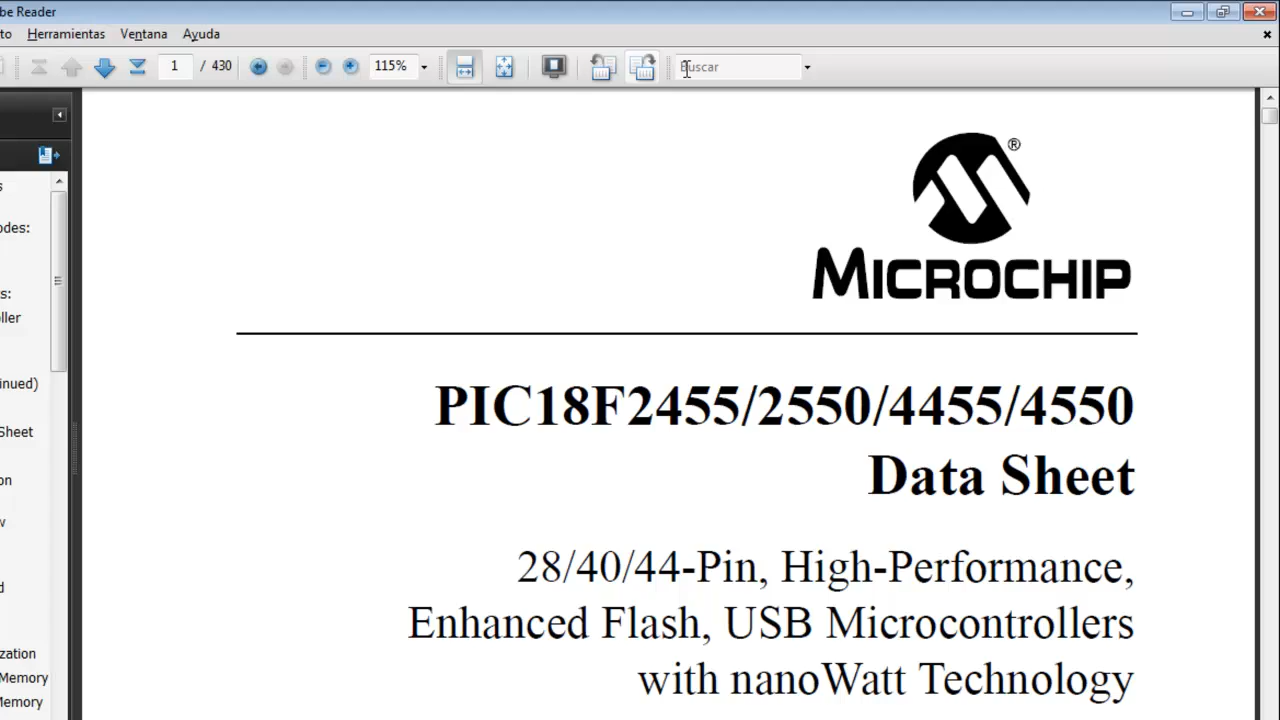 be Reader
to Herramientas Ventana Ayuda
1 / 430 115% Buscar
s
odes:
s:
ller
inued)
Sheet
on
w
d
zation
Memory
Memory
®
MICROCHIP
PIC18F2455/2550/4455/4550
Data Sheet
28/40/44-Pin, High-Performance,
Enhanced Flash, USB Microcontrollers
with nanoWatt Technology